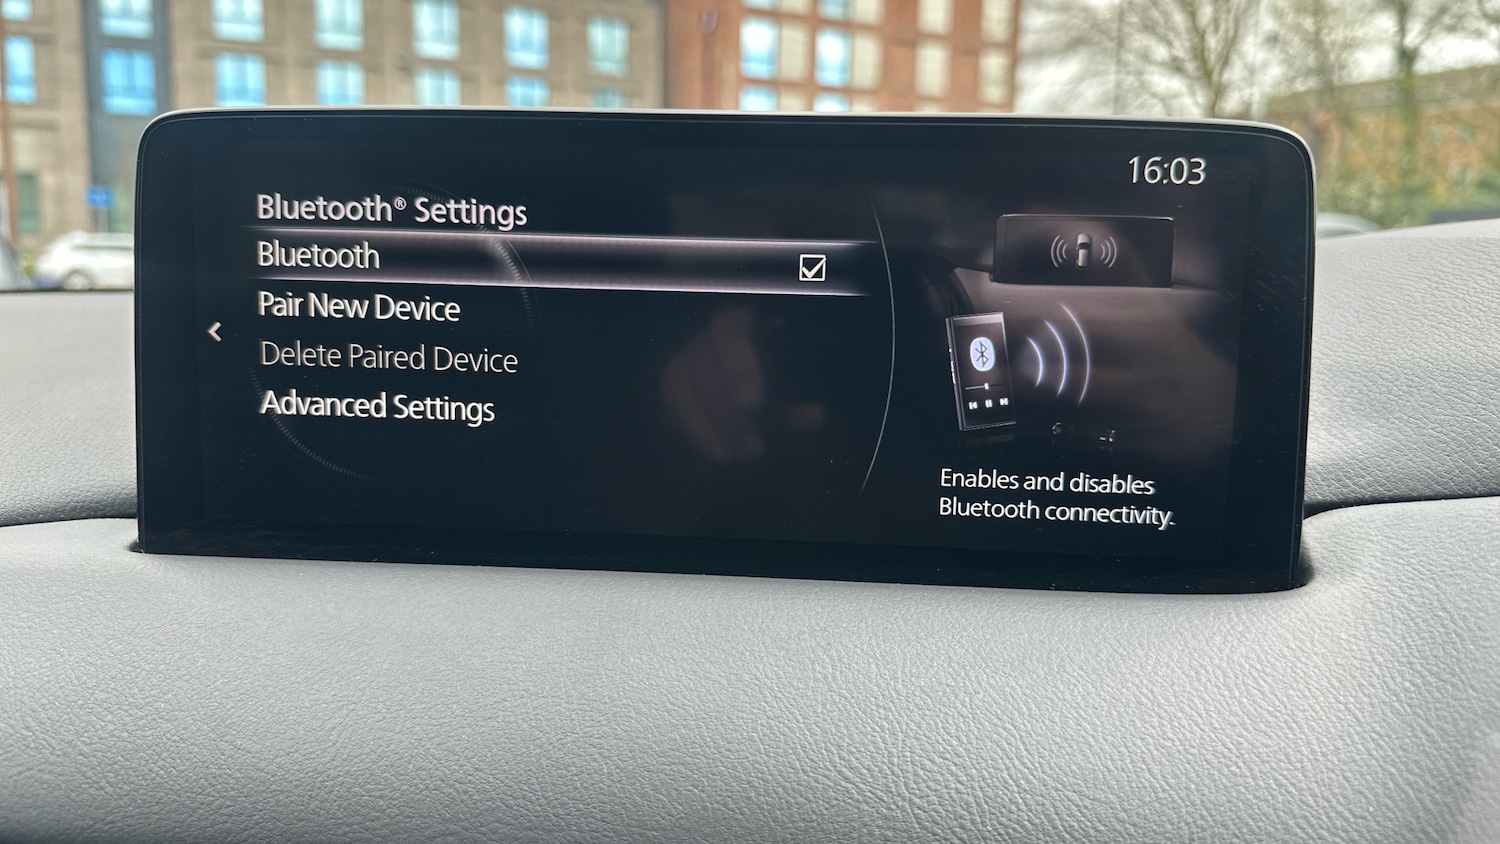 16:03
Bluetooth® Settings
Bluetooth
Pair New Device
Delete Paired Device
Advanced Settings
Enables and disables
Bluetooth connectivity.